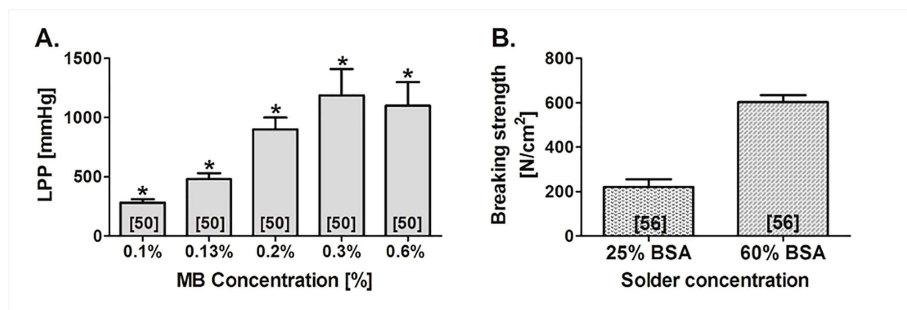 A.
LPP [mmHg]
1500
1000
500
0
* * * * *
[50] [50] [50] [50] [50]
0.1% 0.13% 0.2% 0.3% 0.6%
MB Concentration [%]
B.
Breaking strength
[N/cm²]
800
600
400
200
0
[56] [56]
25% BSA 60% BSA
Solder concentration